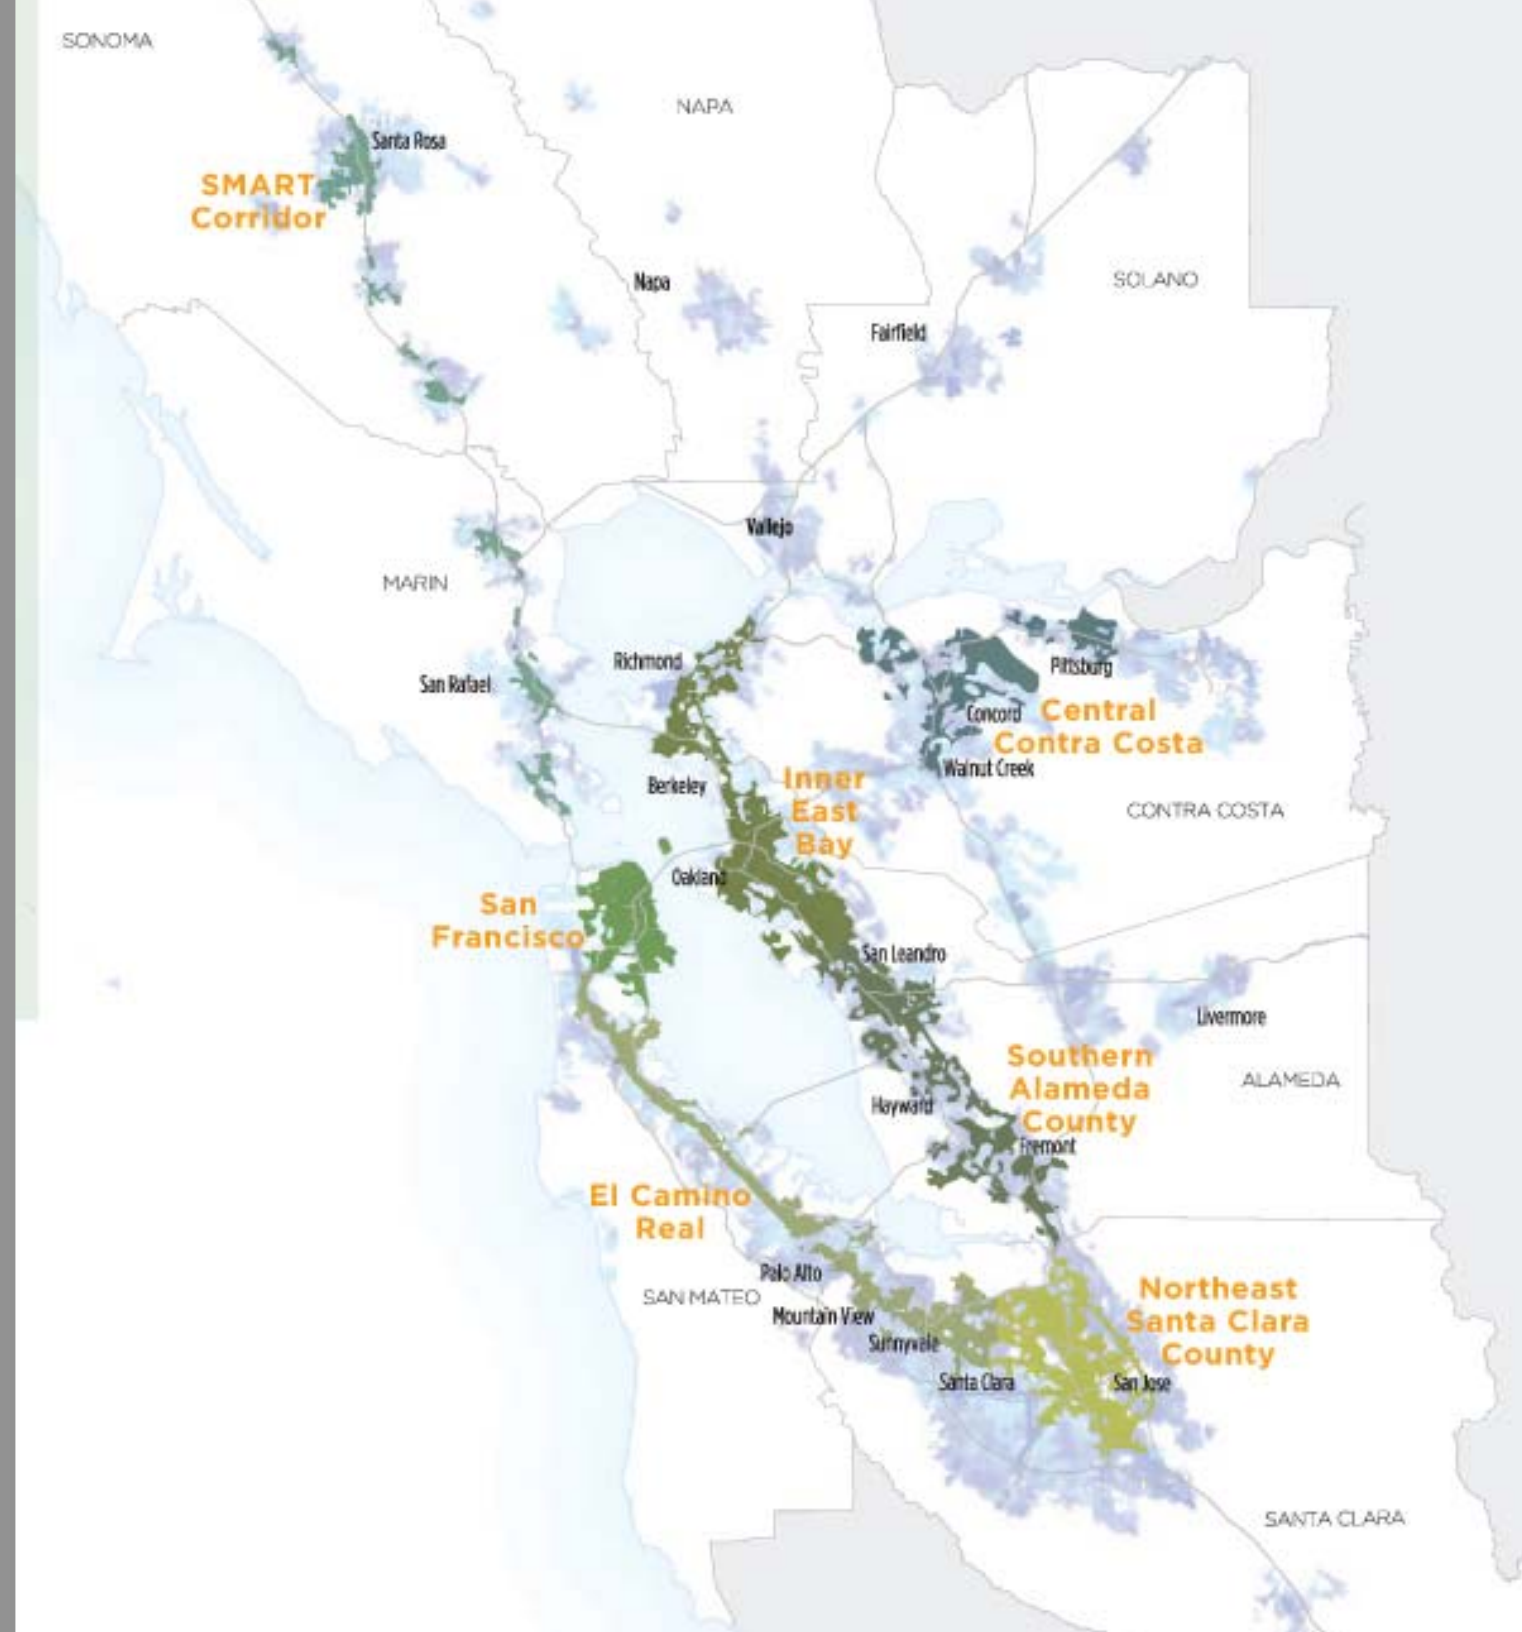 SONOMA
NAPA
Santa Rosa
SMART
Corridor
Napa
SOLANO
Fairfield
Vallejo
MARIN
Richmond
San Rafael
Pittsburg
Concord
Central
Contra Costa
Walnut Creek
Berkeley
Inner
East
Bay
CONTRA COSTA
Oakland
San
Francisco
San Leandro
Livermore
Southern
Alameda
County
ALAMEDA
Hayward
Fremont
El Camino
Real
Palo Alto
SAN MATEO
Mountain View
Sunnyvale
Northeast
Santa Clara
County
Santa Clara
San Jose
SANTA CLARA